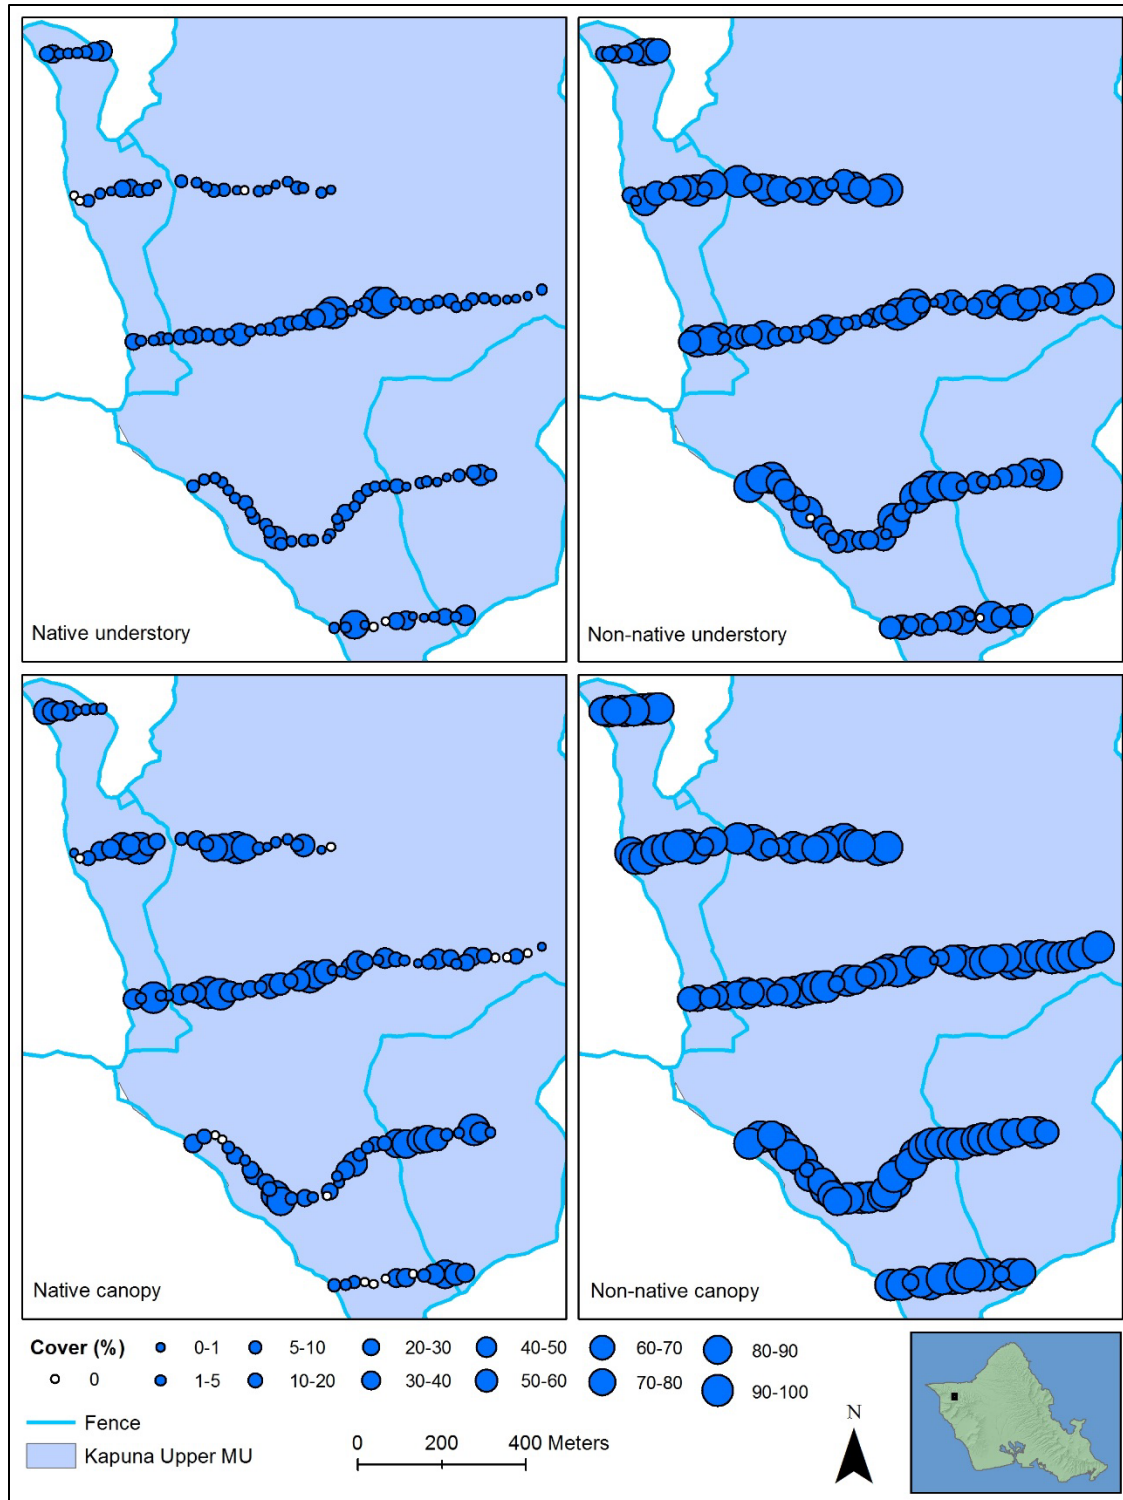 Native understory
Non-native understory
Native canopy
Non-native canopy
Cover (%)
0-1
5-10
20-30
40-50
60-70
80-90
0
1-5
10-20
30-40
50-60
70-80
90-100
Fence
Kapuna Upper MU
0 200 400 Meters
N